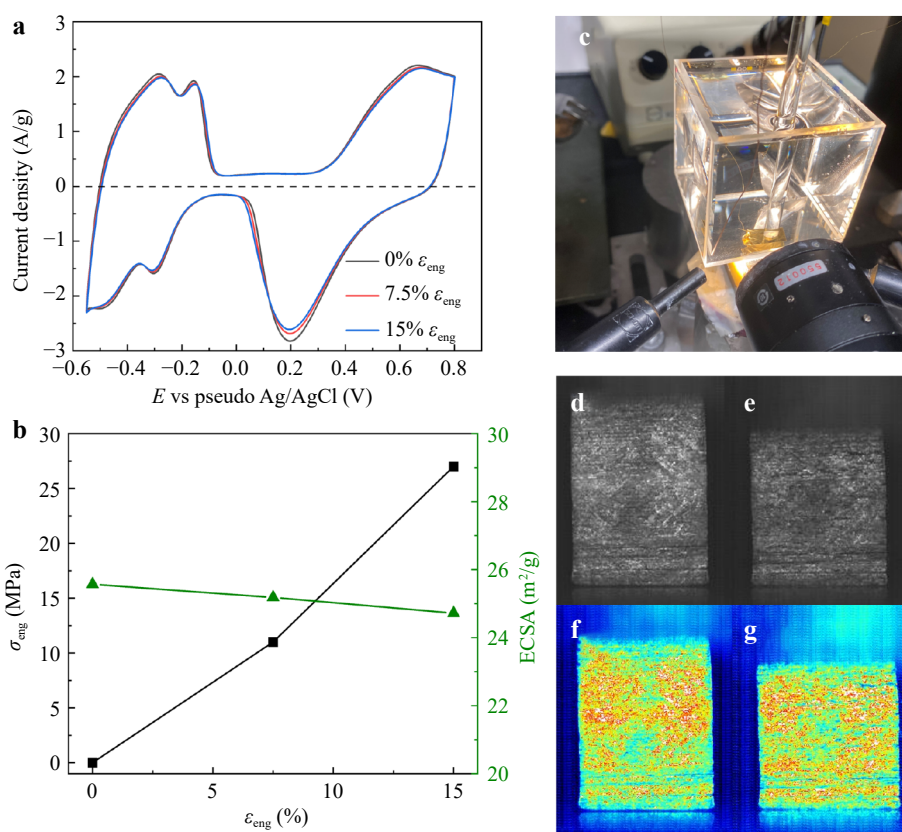 a
3
2
1
0
−1
−2
−3
Current density (A/g)
0% εeng
7.5% εeng
15% εeng
−0.6 −0.4 −0.2 0.0 0.2 0.4 0.6 0.8
E vs pseudo Ag/AgCl (V)
b
30
25
20
15
10
5
0
σeng (MPa)
30
28
26
24
22
20
ECSA (m²/g)
0 5 10 15
εeng (%)
c
550012
d e
f g